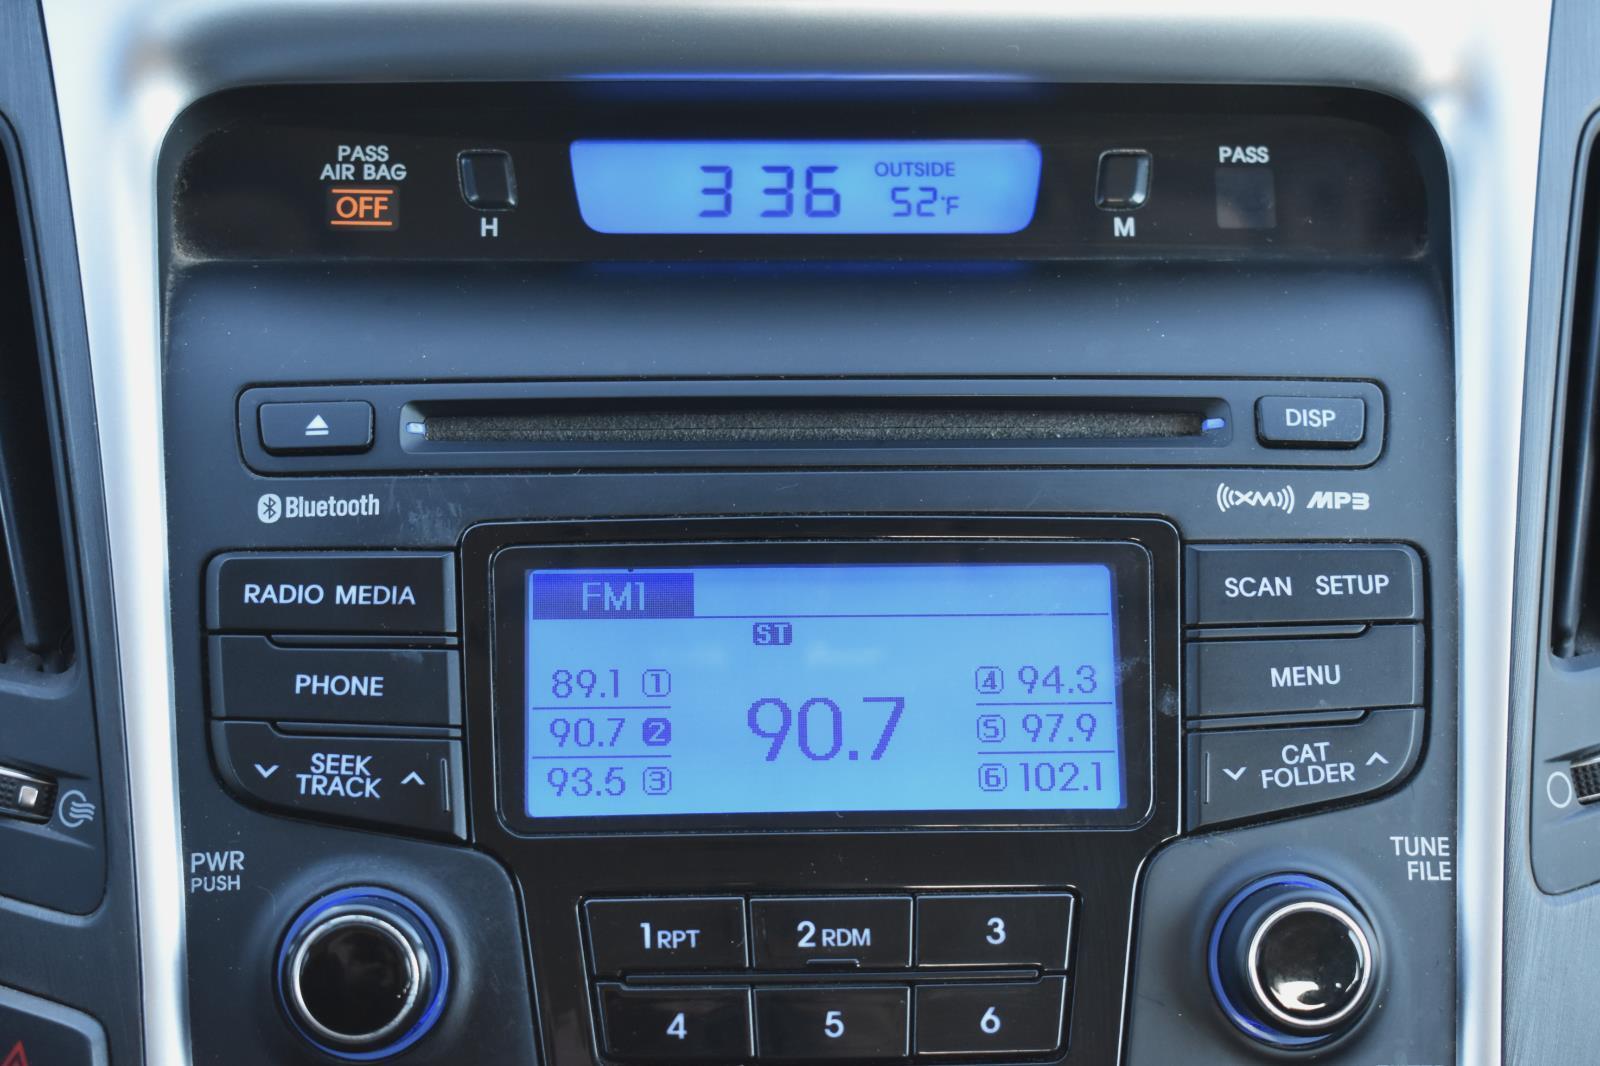 PASS
AIR BAG
OFF
H
3 36
OUTSIDE
52°F
M
PASS
DISP
Bluetooth
XM MP3
RADIO MEDIA
PHONE
SEEK
TRACK
FM1
ST
89.1 1
90.7 2
93.5 3
90.7
4 94.3
5 97.9
6 102.1
SCAN SETUP
MENU
CAT
FOLDER
PWR
PUSH
TUNE
FILE
1 RPT
2 RDM
3
4
5
6